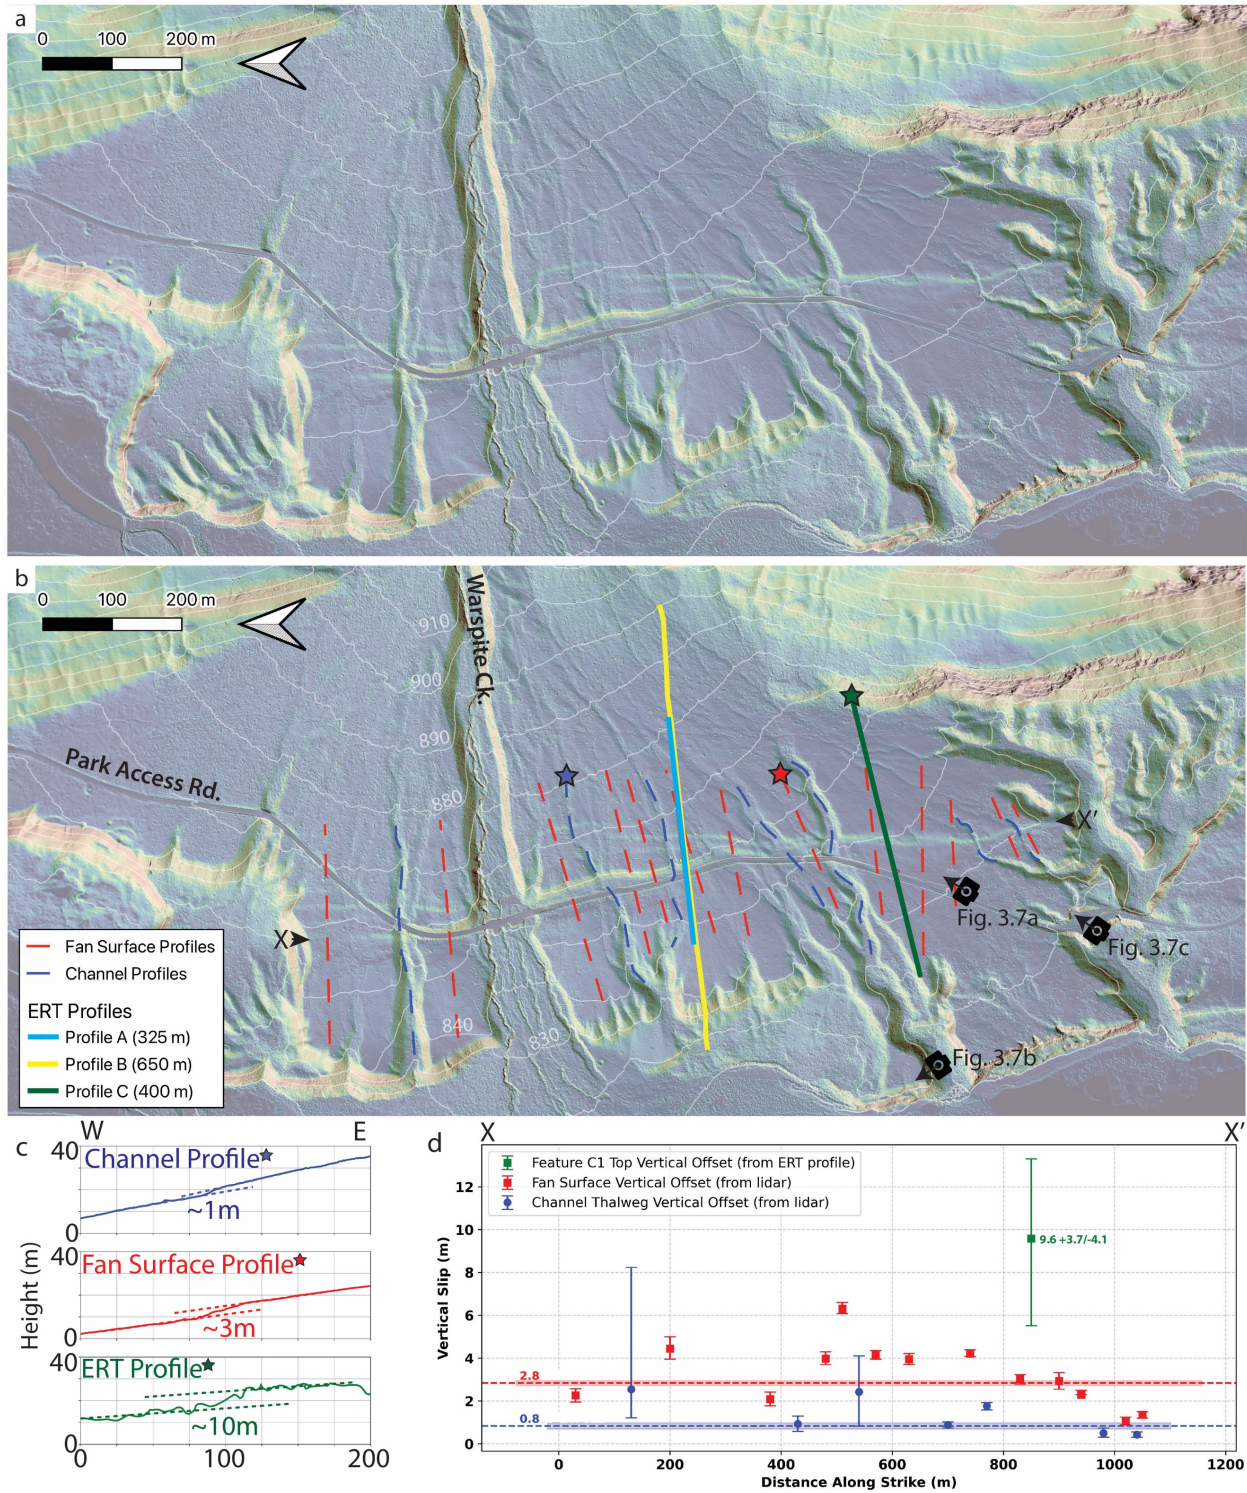 a
0 100 200 m
b
0 100 200 m
Warspite Ck.
910
900
890
880
Park Access Rd.
X'
X
Fig. 3.7a
Fig. 3.7c
Fan Surface Profiles
Channel Profiles
ERT Profiles
Profile A (325 m)
Profile B (650 m)
Profile C (400 m)
840
830
Fig. 3.7b
c
W E
Height (m)
40
Channel Profile
~1m
0
40
Fan Surface Profile
~3m
0
40
ERT Profile
~10m
0
0 100 200
d
X X'
Feature C1 Top Vertical Offset (from ERT profile)
Fan Surface Vertical Offset (from lidar)
Channel Thalweg Vertical Offset (from lidar)
Vertical Slip (m)
12
10
8
6
4
2
0
9.6 +3.7/-4.1
2.8
0.8
0 200 400 600 800 1000 1200
Distance Along Strike (m)